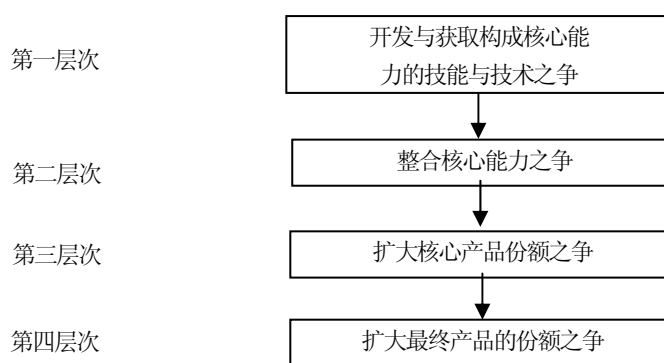 第一层次
开发与获取构成核心能
力的技能与技术之争
第二层次
整合核心能力之争
第三层次
扩大核心产品份额之争
第四层次
扩大最终产品的份额之争